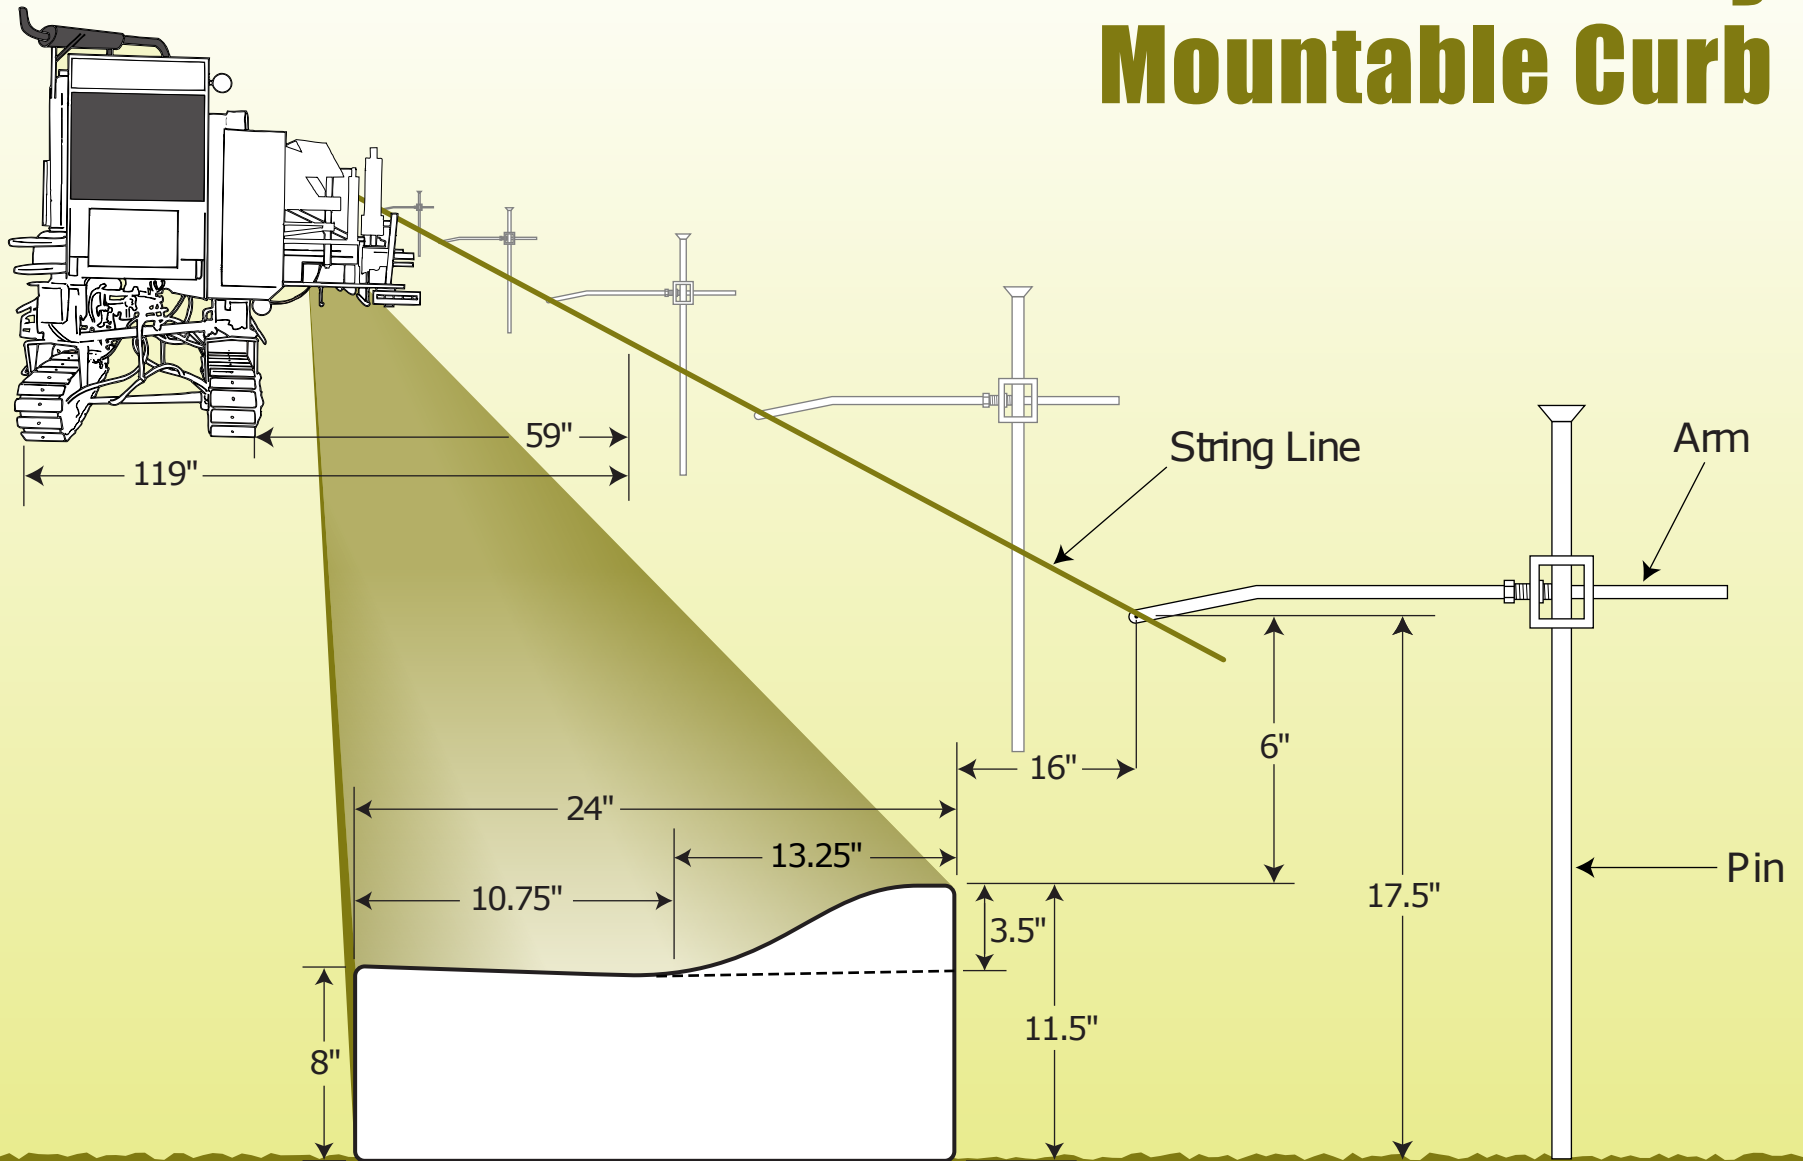 Mountable Curb
59"
119"
String Line
Arm
16"
6"
24"
13.25"
10.75"
3.5"
17.5"
Pin
11.5"
8"